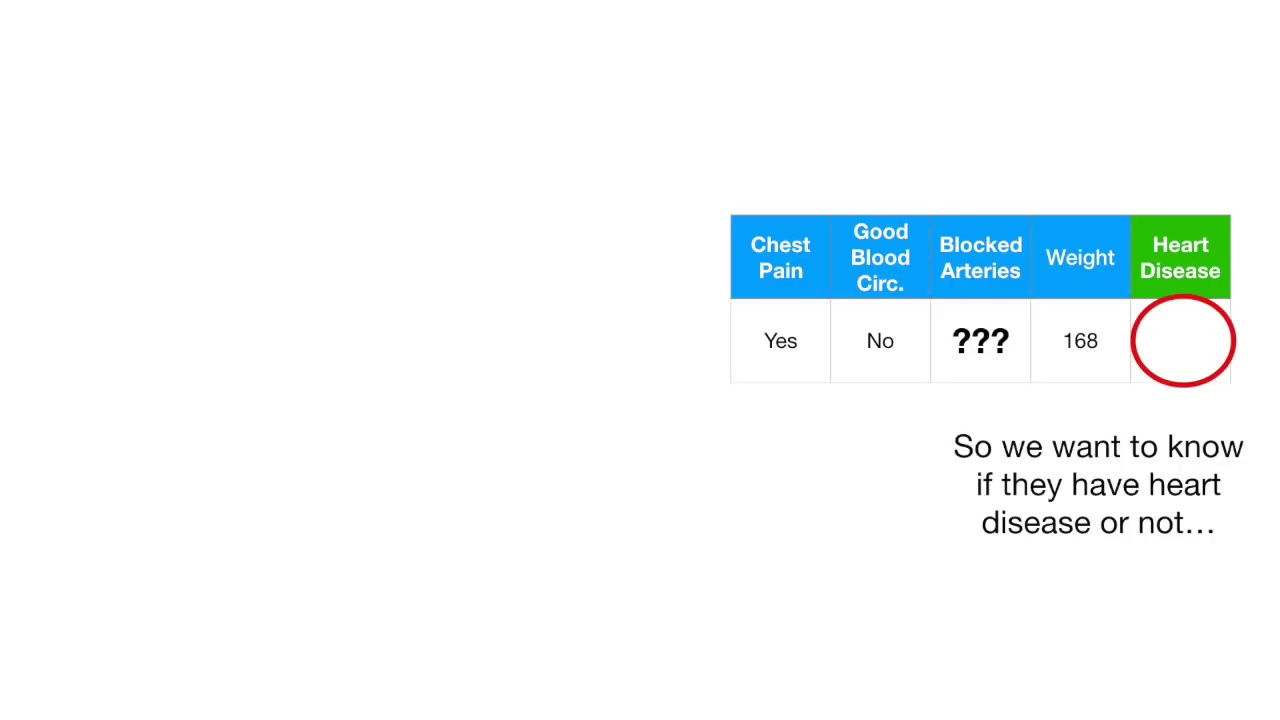 Chest Pain
Good Blood Circ.
Blocked Arteries
Weight
Heart Disease
Yes
No
???
168
So we want to know
if they have heart
disease or not…